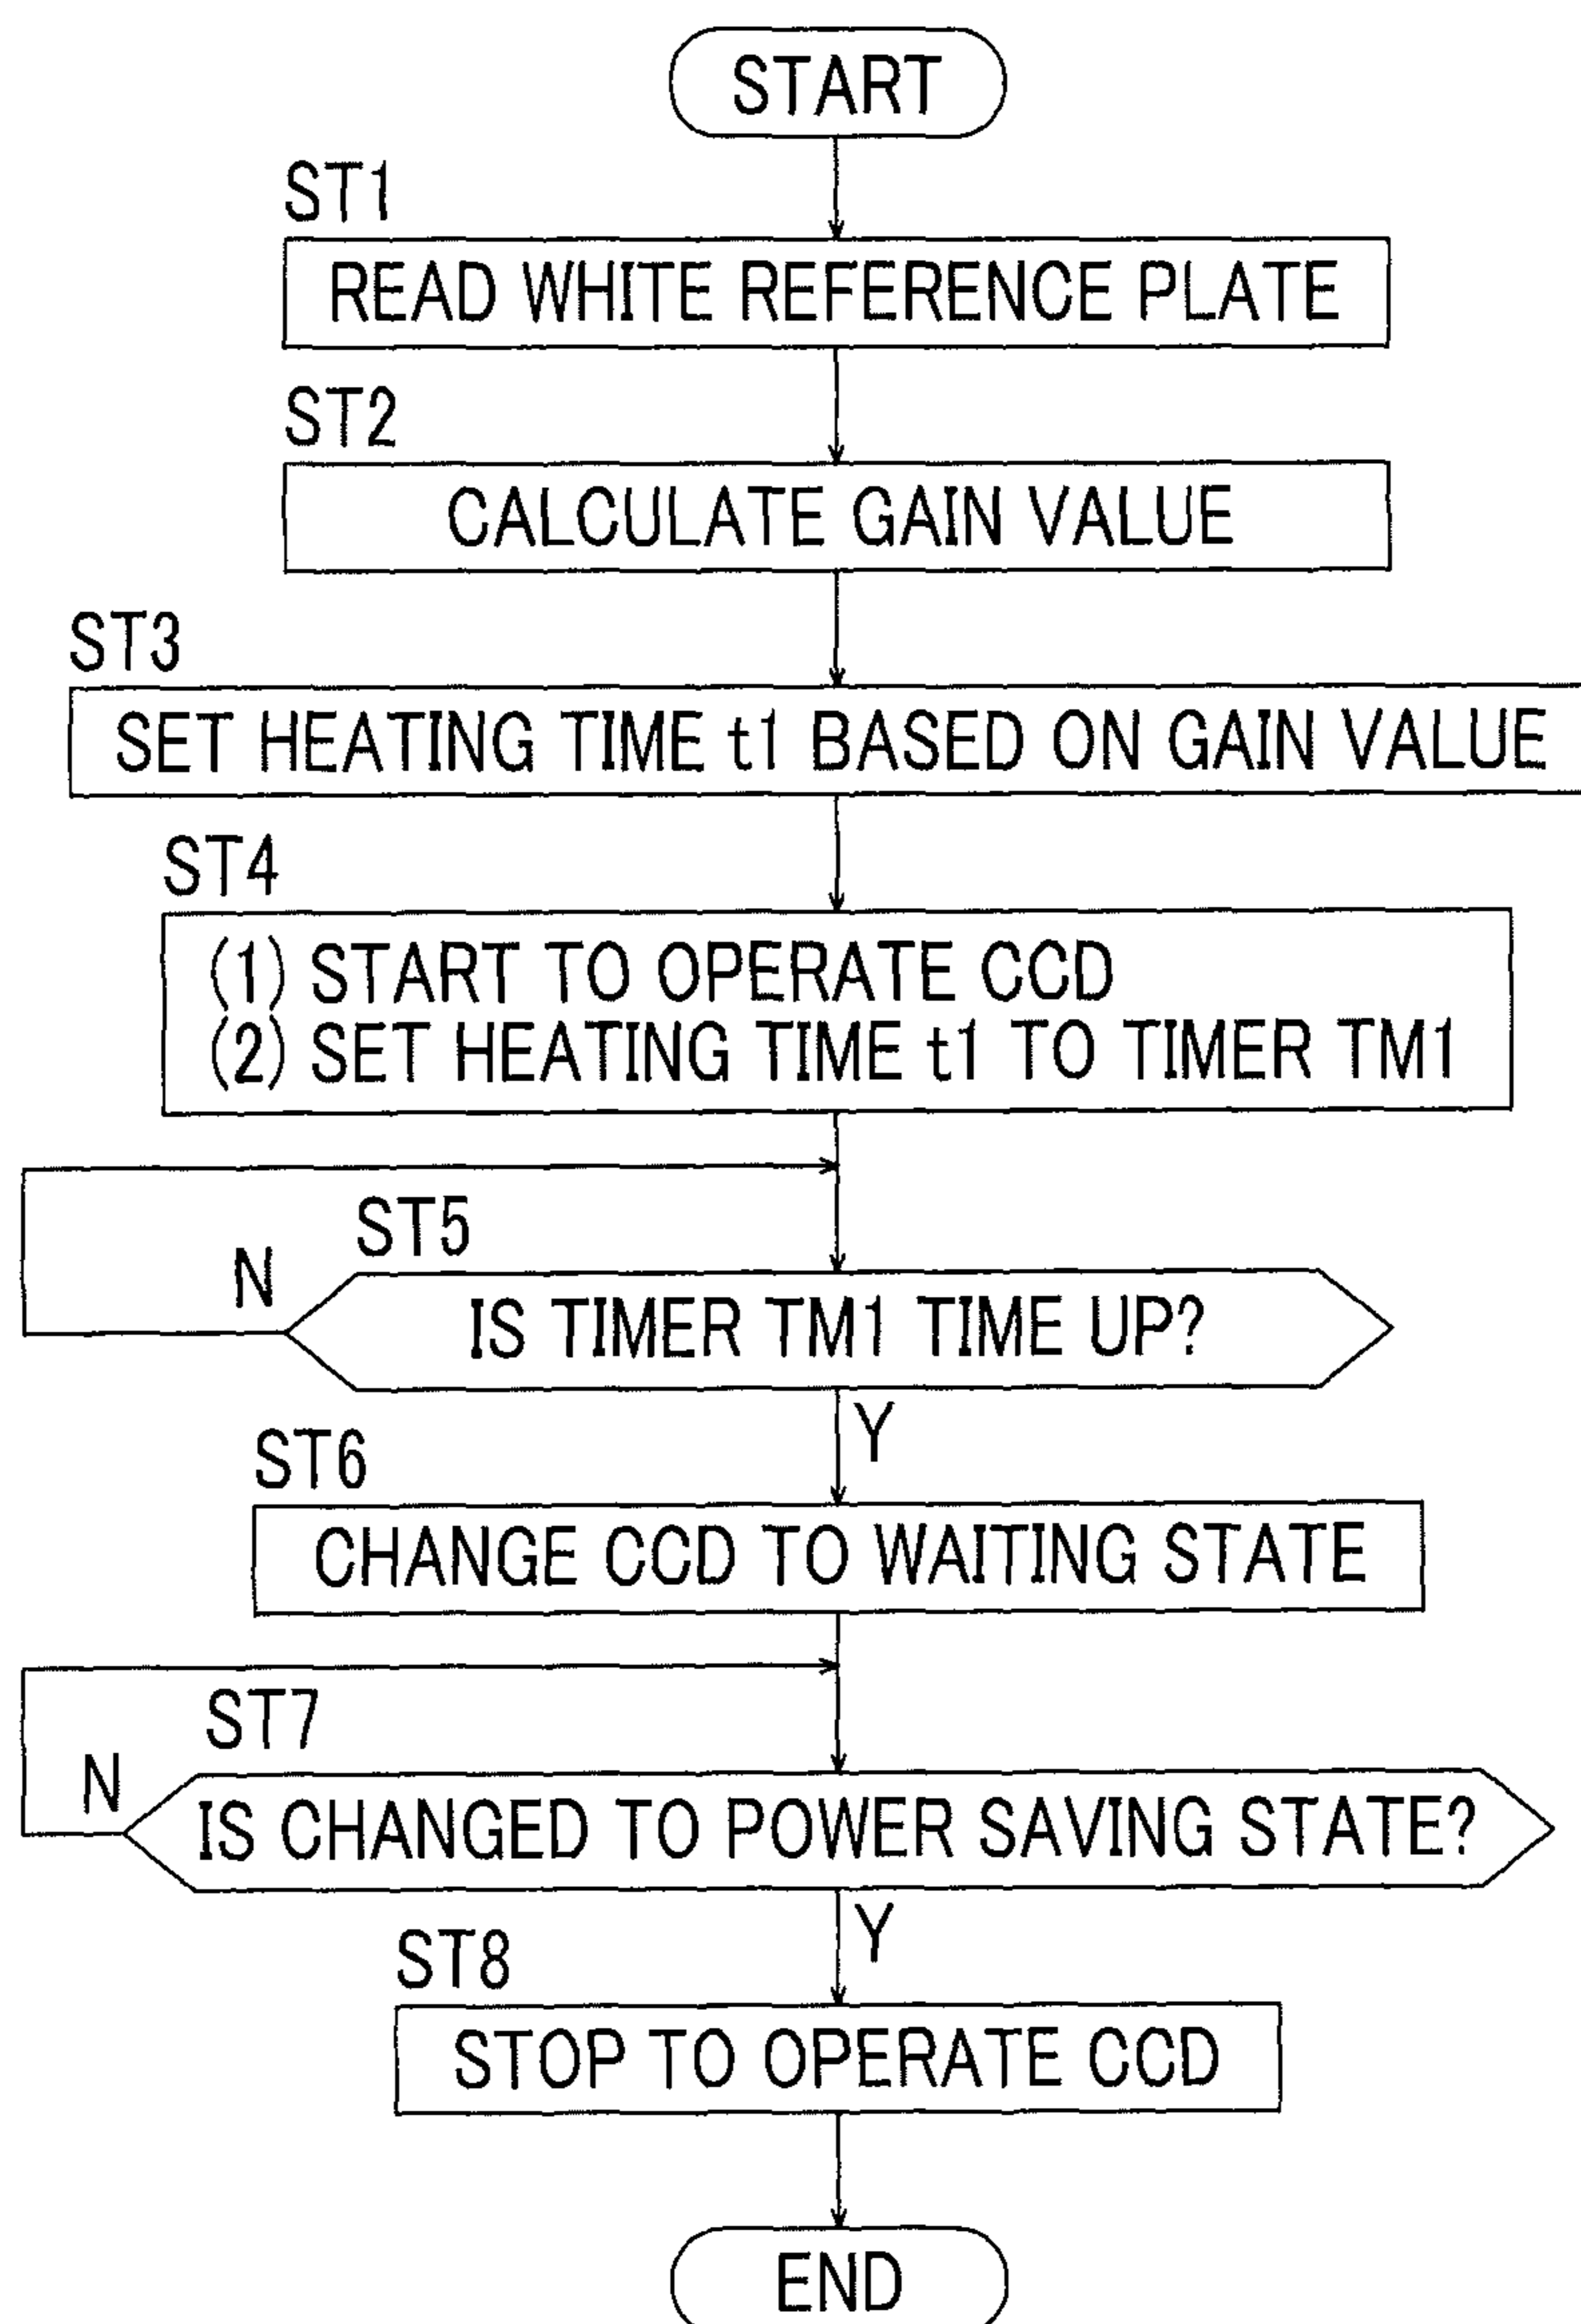 START
ST1
READ WHITE REFERENCE PLATE
ST2
CALCULATE GAIN VALUE
ST3
SET HEATING TIME t1 BASED ON GAIN VALUE
ST4
(1) START TO OPERATE CCD
(2) SET HEATING TIME t1 TO TIMER TM1
ST5
N
IS TIMER TM1 TIME UP?
Y
ST6
CHANGE CCD TO WAITING STATE
ST7
N
IS CHANGED TO POWER SAVING STATE?
Y
ST8
STOP TO OPERATE CCD
END